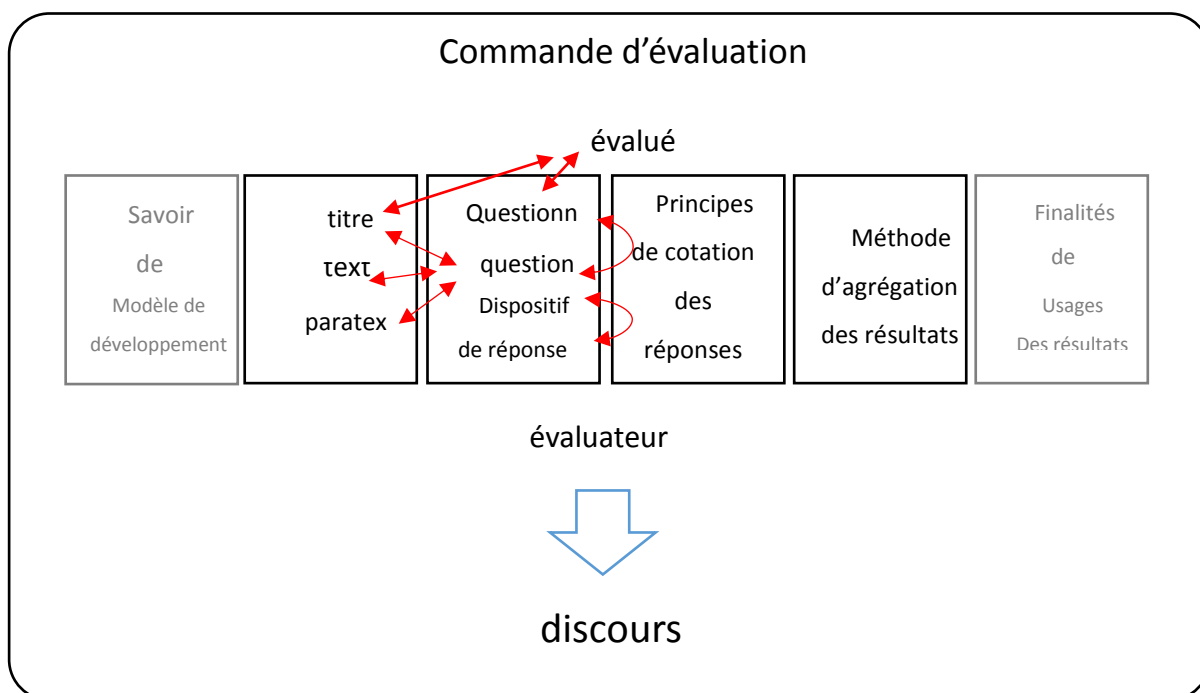 Commande d’évaluation
évalué
Savoir
de
Modèle de
développement
titre
τexτ
paratex
Questionn
question
Dispositif
de réponse
Principes
de cotation
des
réponses
Méthode
d’agrégation
des résultats
Finalités
de
Usages
Des résultats
évaluateur
discours